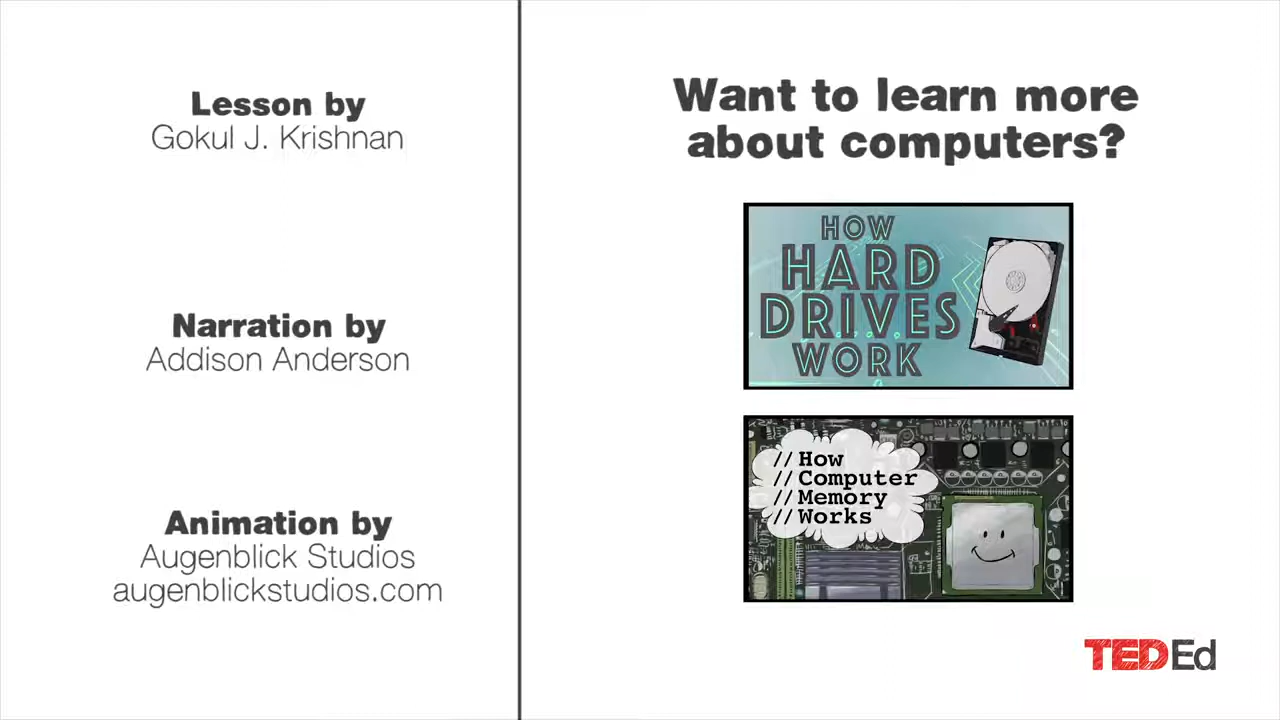 Lesson by
Gokul J. Krishnan
Narration by
Addison Anderson
Animation by
Augenblick Studios
augenblickstudios.com
Want to learn more
about computers?
HOW
HARD
DRIVES
WORK
// How
// Computer
// Memory
// Works
TEDEd